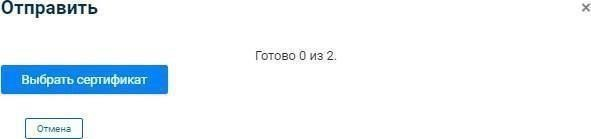 Отправить
×
Готово 0 из 2.
Выбрать сертификат
Отмена